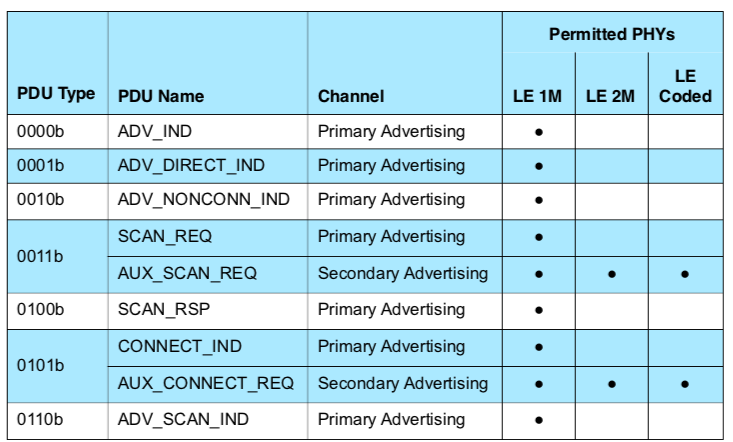 Permitted PHYs
PDU Type PDU Name Channel LE 1M LE 2M LE Coded
0000b ADV_IND Primary Advertising ●
0001b ADV_DIRECT_IND Primary Advertising ●
0010b ADV_NONCONN_IND Primary Advertising ●
0011b SCAN_REQ Primary Advertising ●
AUX_SCAN_REQ Secondary Advertising ● ● ●
0100b SCAN_RSP Primary Advertising ●
0101b CONNECT_IND Primary Advertising ●
AUX_CONNECT_REQ Secondary Advertising ● ● ●
0110b ADV_SCAN_IND Primary Advertising ●